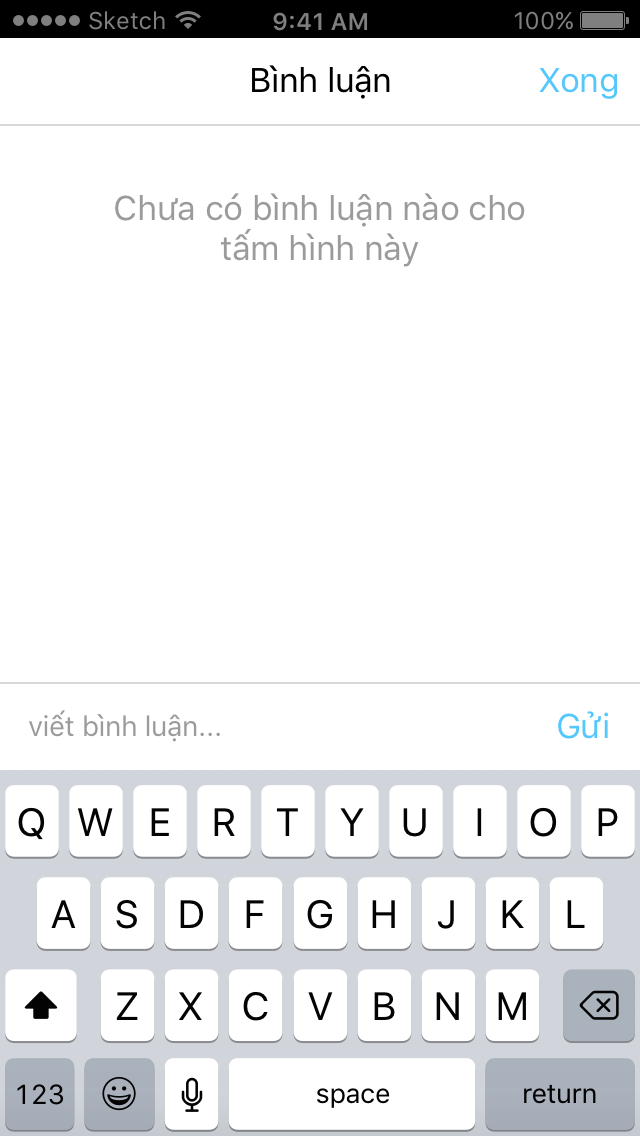 Sketch 9:41 AM 100%
Bình luận Xong
Chưa có bình luận nào cho
tấm hình này
viết bình luận... Gửi
Q W E R T Y U I O P
A S D F G H J K L
Z X C V B N M
123 space return